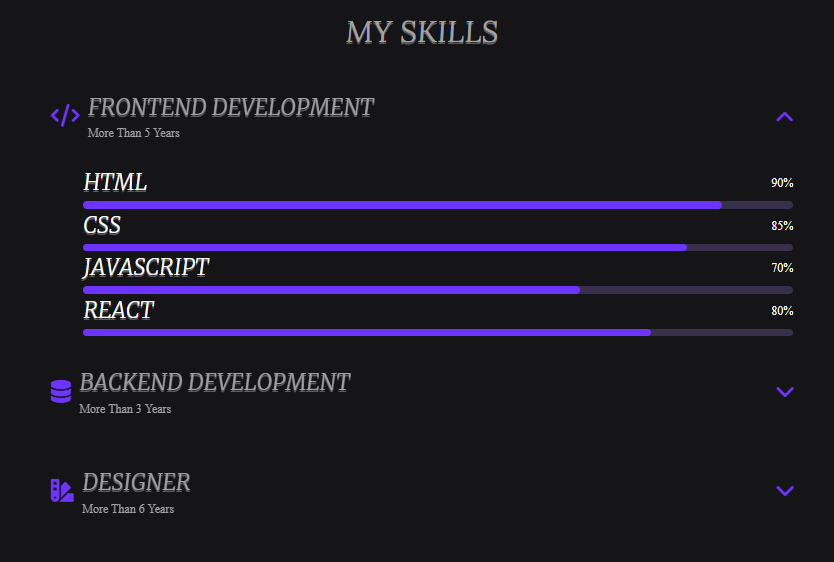 MY SKILLS
FRONTEND DEVELOPMENT
More Than 5 Years
HTML 90%
CSS 85%
JAVASCRIPT 70%
REACT 80%
BACKEND DEVELOPMENT
More Than 3 Years
DESIGNER
More Than 6 Years